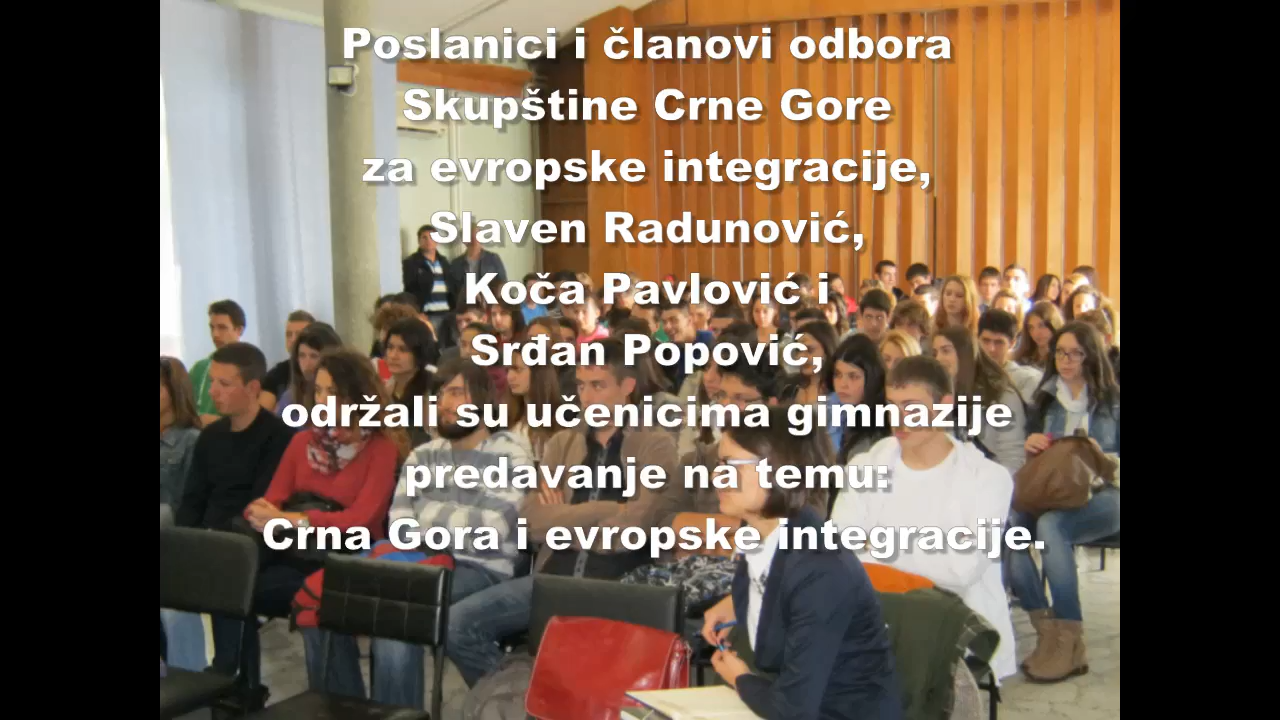 Poslanici i članovi odbora
Skupštine Crne Gore
za evropske integracije,
Slaven Radunović,
Koča Pavlović i
Srđan Popović,
održali su učenicima gimnazije
predavanje na temu:
Crna Gora i evropske integracije.